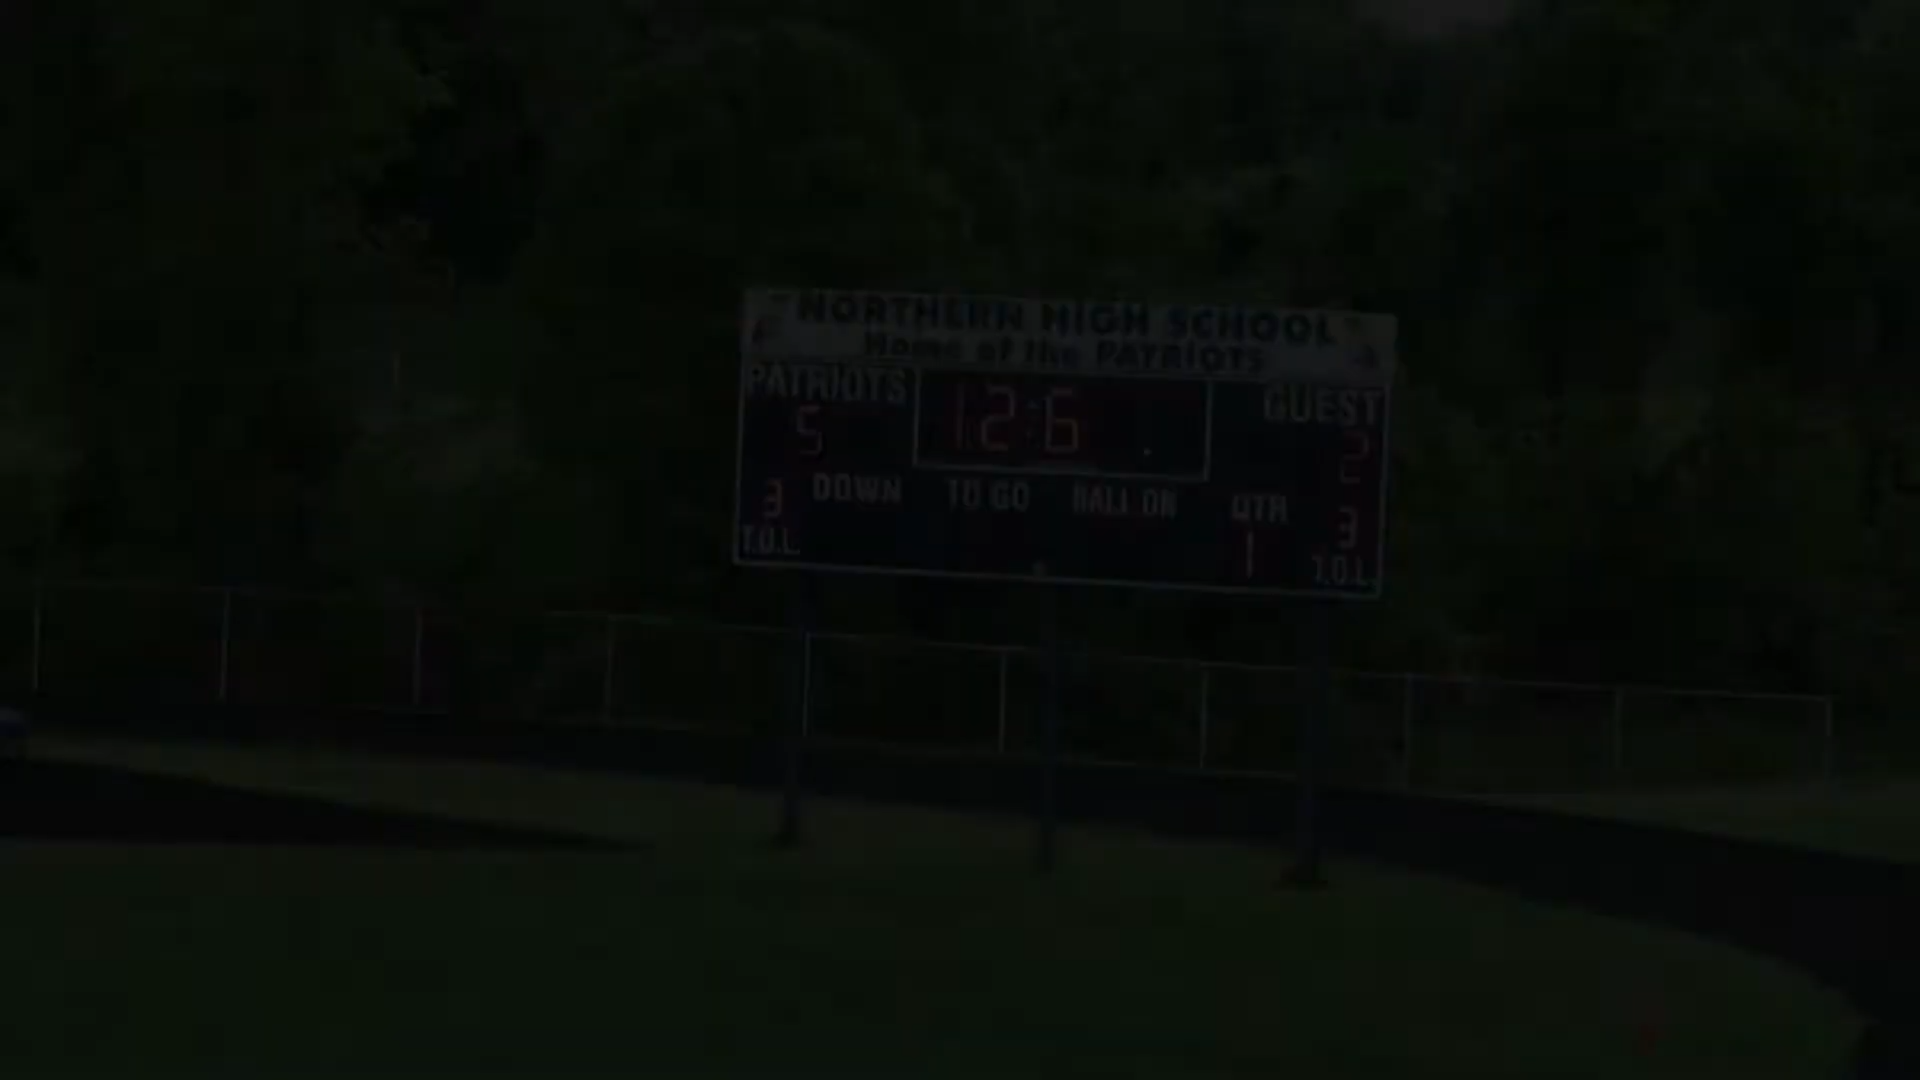 NORTHERN HIGH SCHOOL
Home of the PATRIOTS
PATRIOTS 12:6 GUEST
5 2
3 DOWN TO GO BALL ON QTR 3
T.O.L. 1 T.O.L.